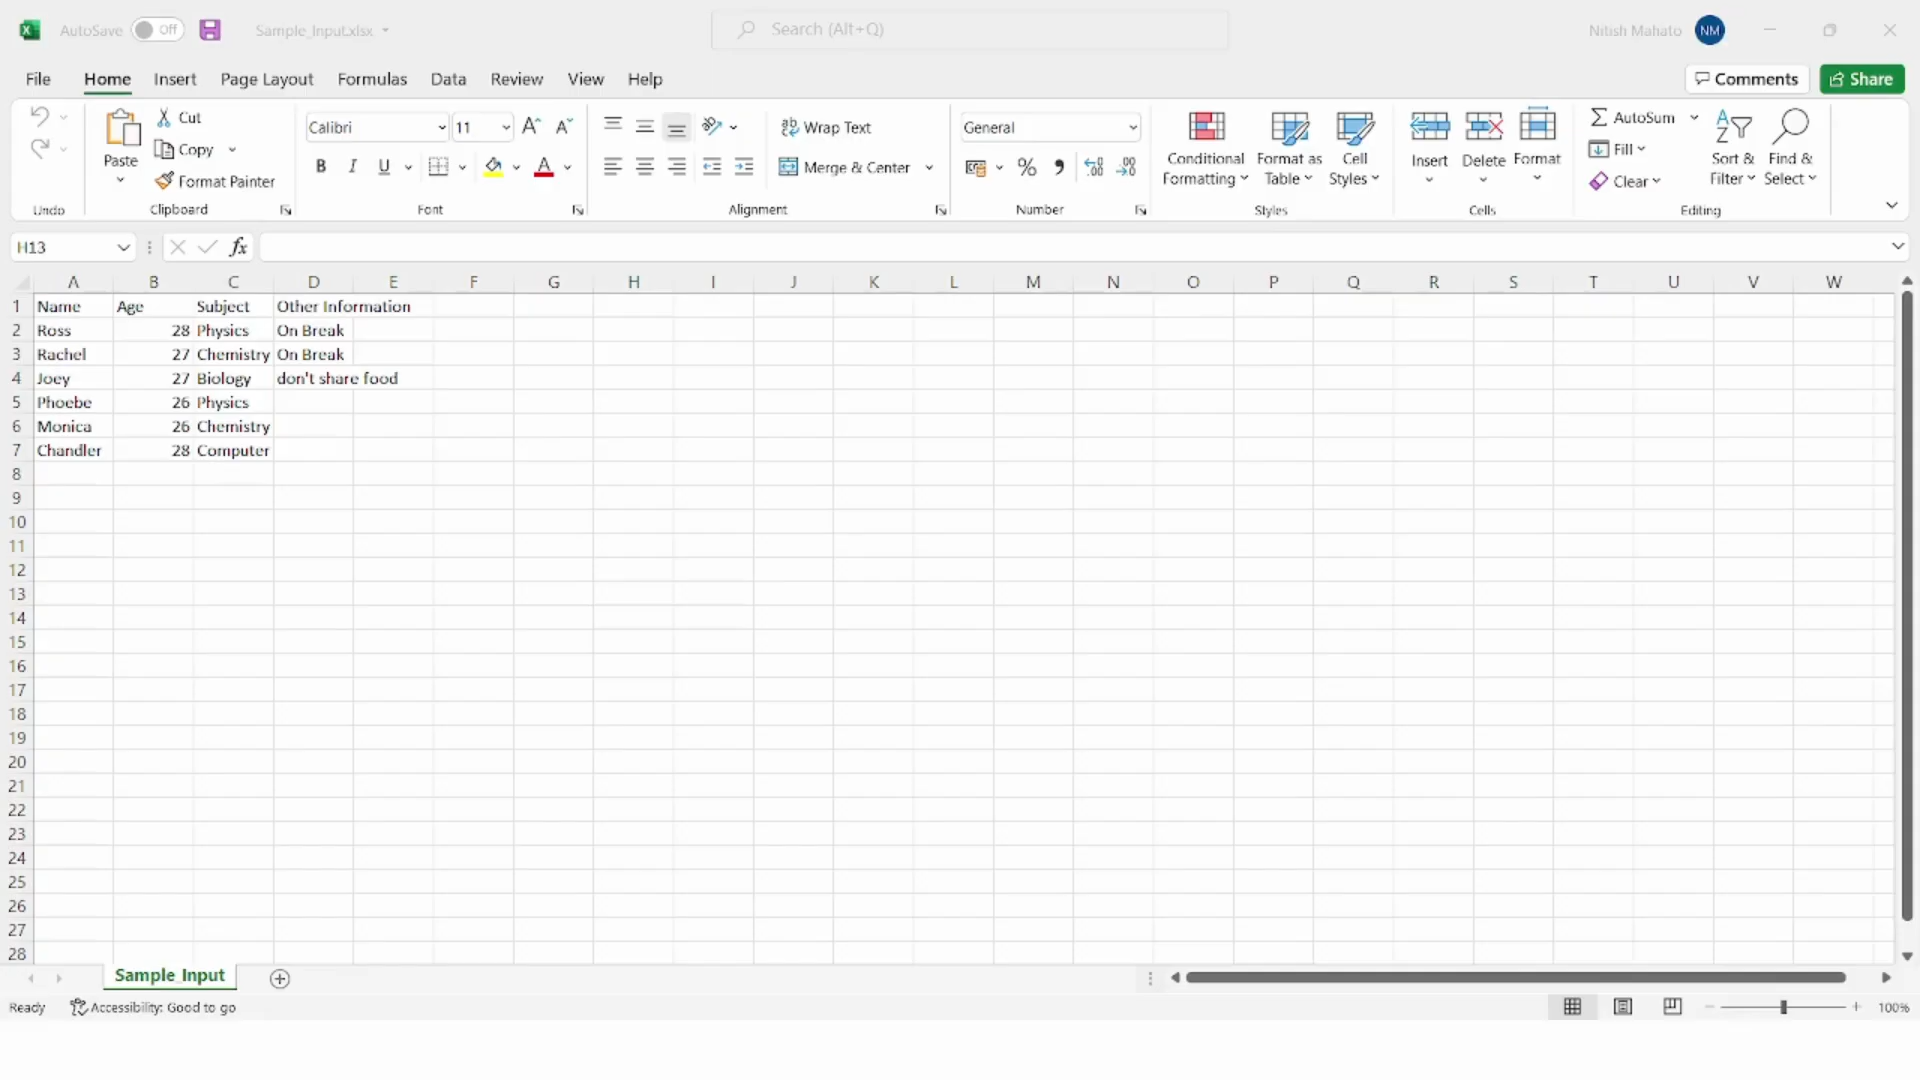 AutoSave Off Sample_Input.xlsx Search (Alt+Q) Nitish Mahato NM
File Home Insert Page Layout Formulas Data Review View Help Comments Share
Cut
Copy
Format Painter
Paste
Undo
Clipboard
Calibri 11
B I U
Font
Wrap Text
Merge & Center
Alignment
General
Number
Conditional Formatting
Format as Table
Cell Styles
Styles
Insert Delete Format
Cells
AutoSum
Fill
Clear
Sort & Filter
Find & Select
Editing
H13 fx
A B C D E F G H I J K L M N O P Q R S T U V W
1 Name Age Subject Other Information
2 Ross 28 Physics On Break
3 Rachel 27 Chemistry On Break
4 Joey 27 Biology don't share food
5 Phoebe 26 Physics
6 Monica 26 Chemistry
7 Chandler 28 Computer
8
9
10
11
12
13
14
15
16
17
18
19
20
21
22
23
24
25
26
27
28
Sample_Input
Ready Accessibility: Good to go 100%